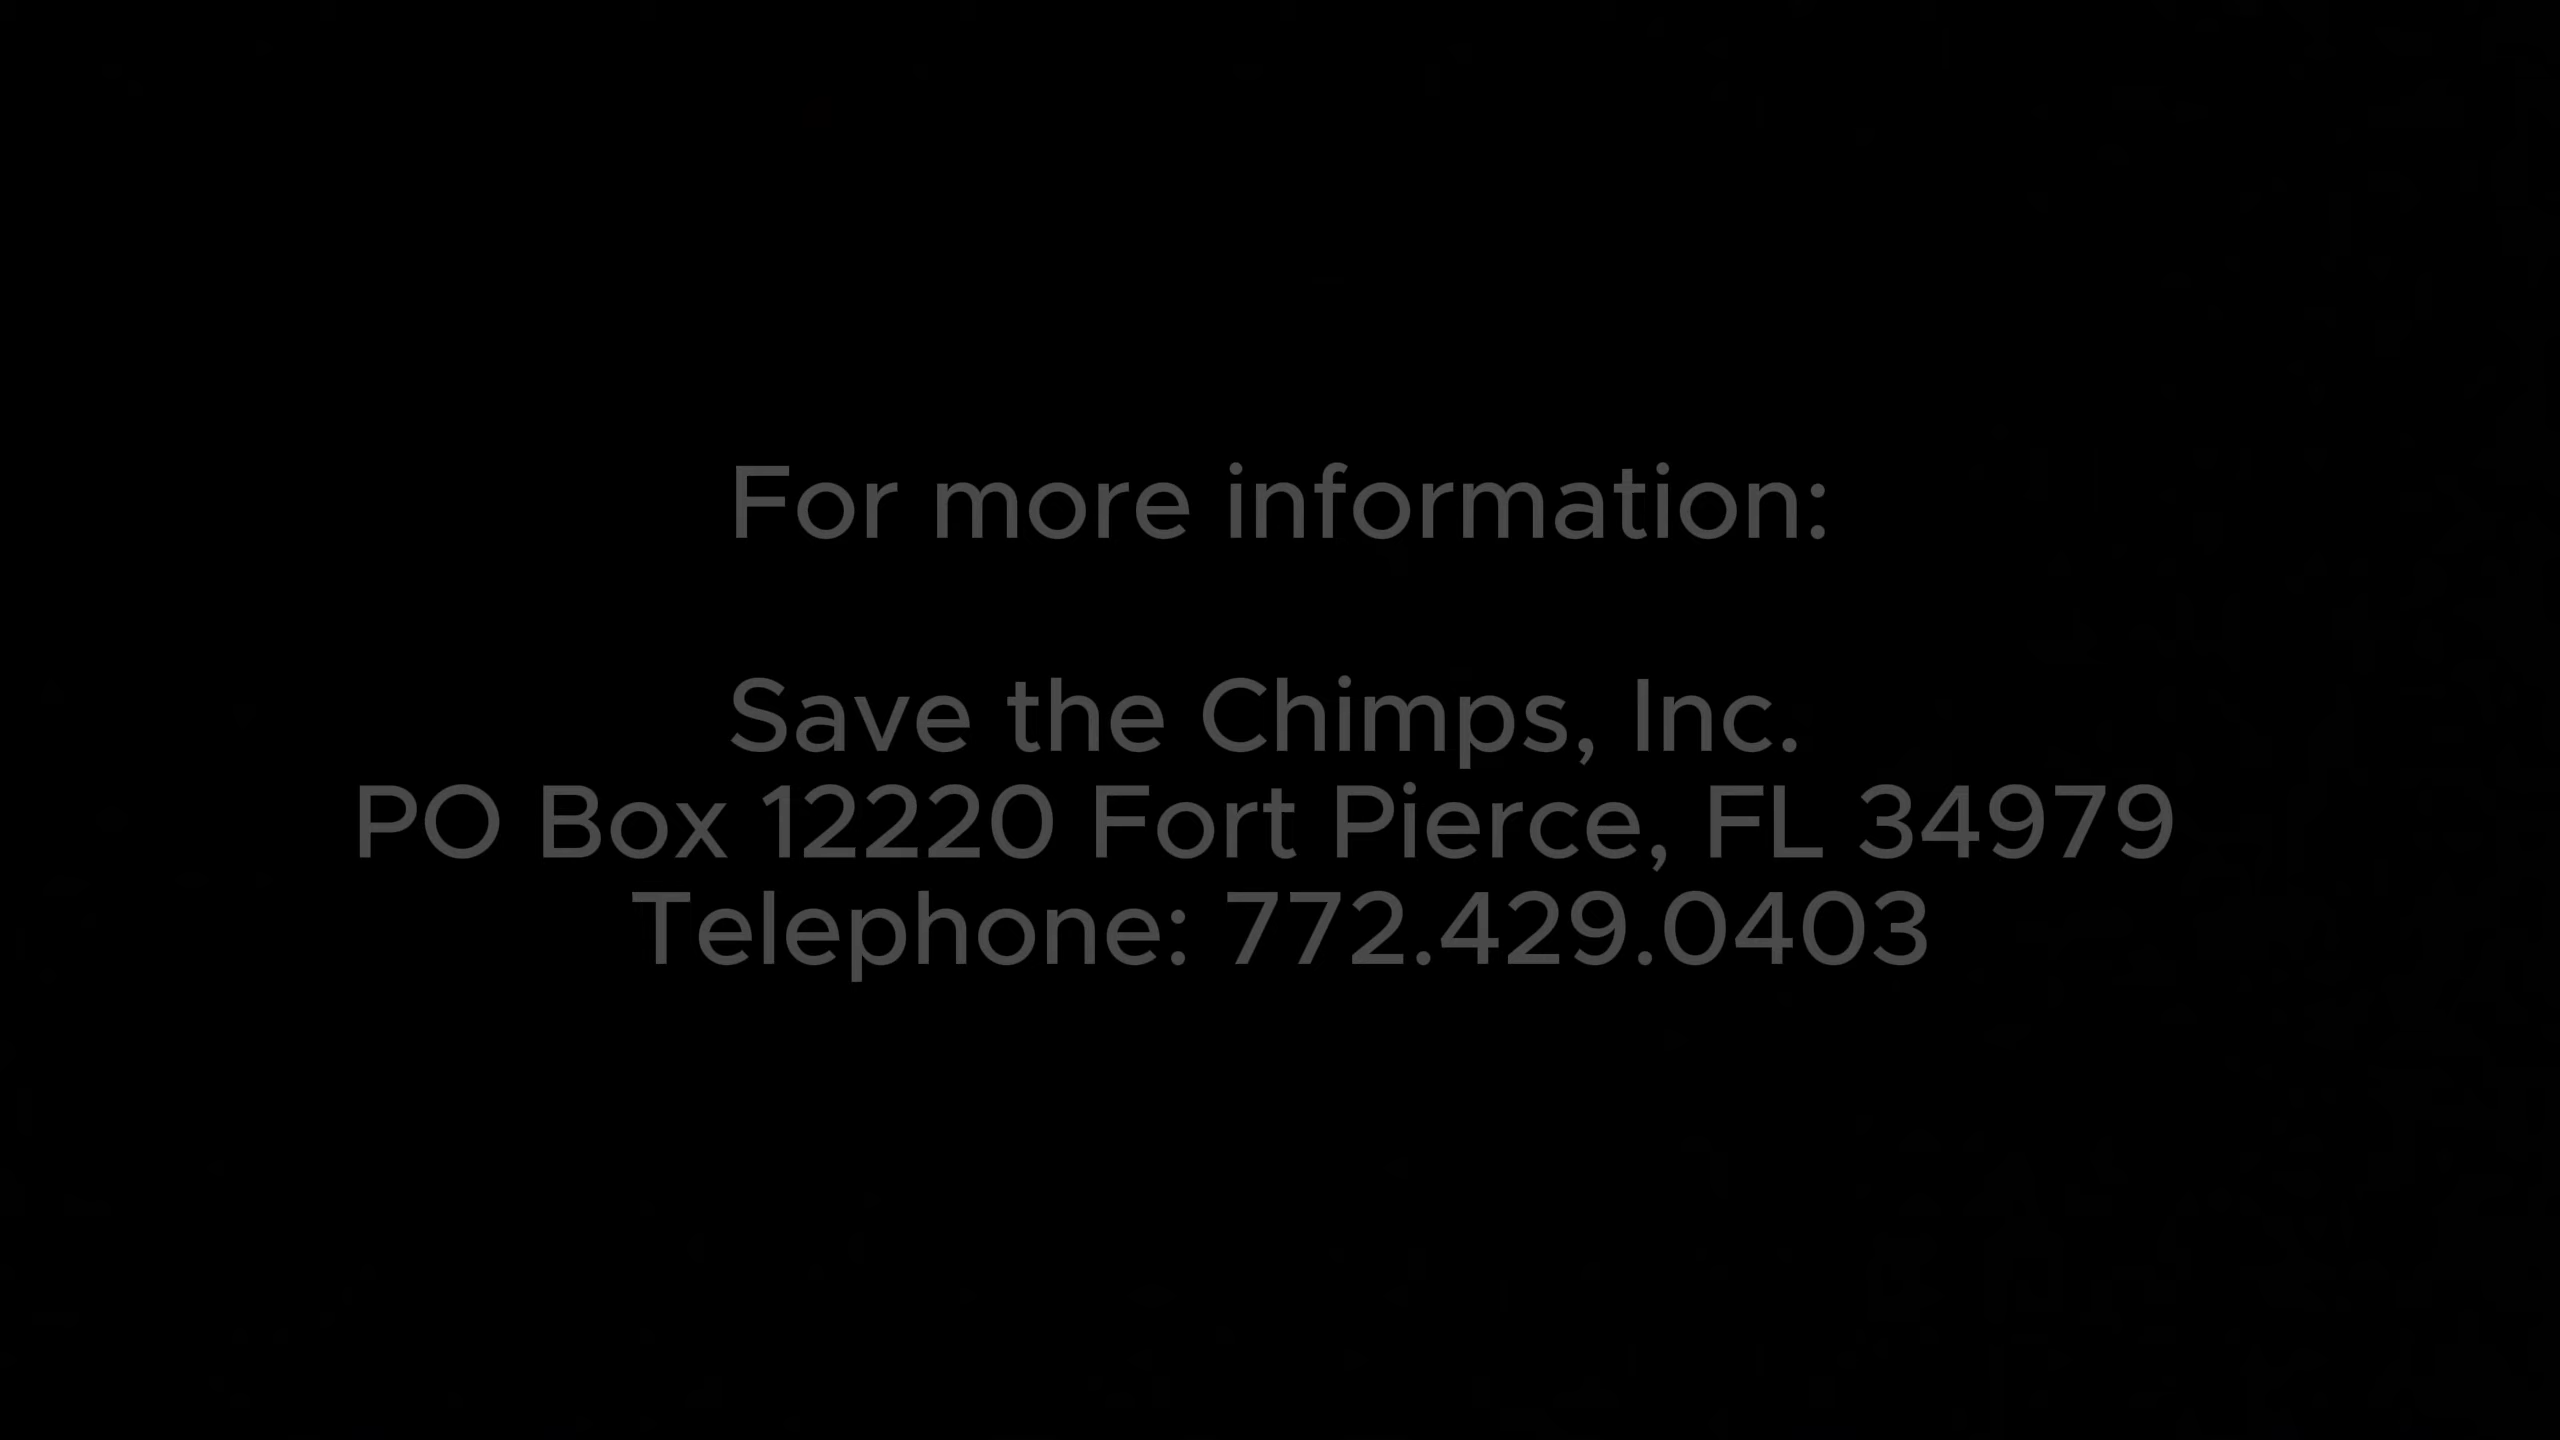 For more information:
Save the Chimps, Inc.
PO Box 12220 Fort Pierce, FL 34979
Telephone: 772.429.0403